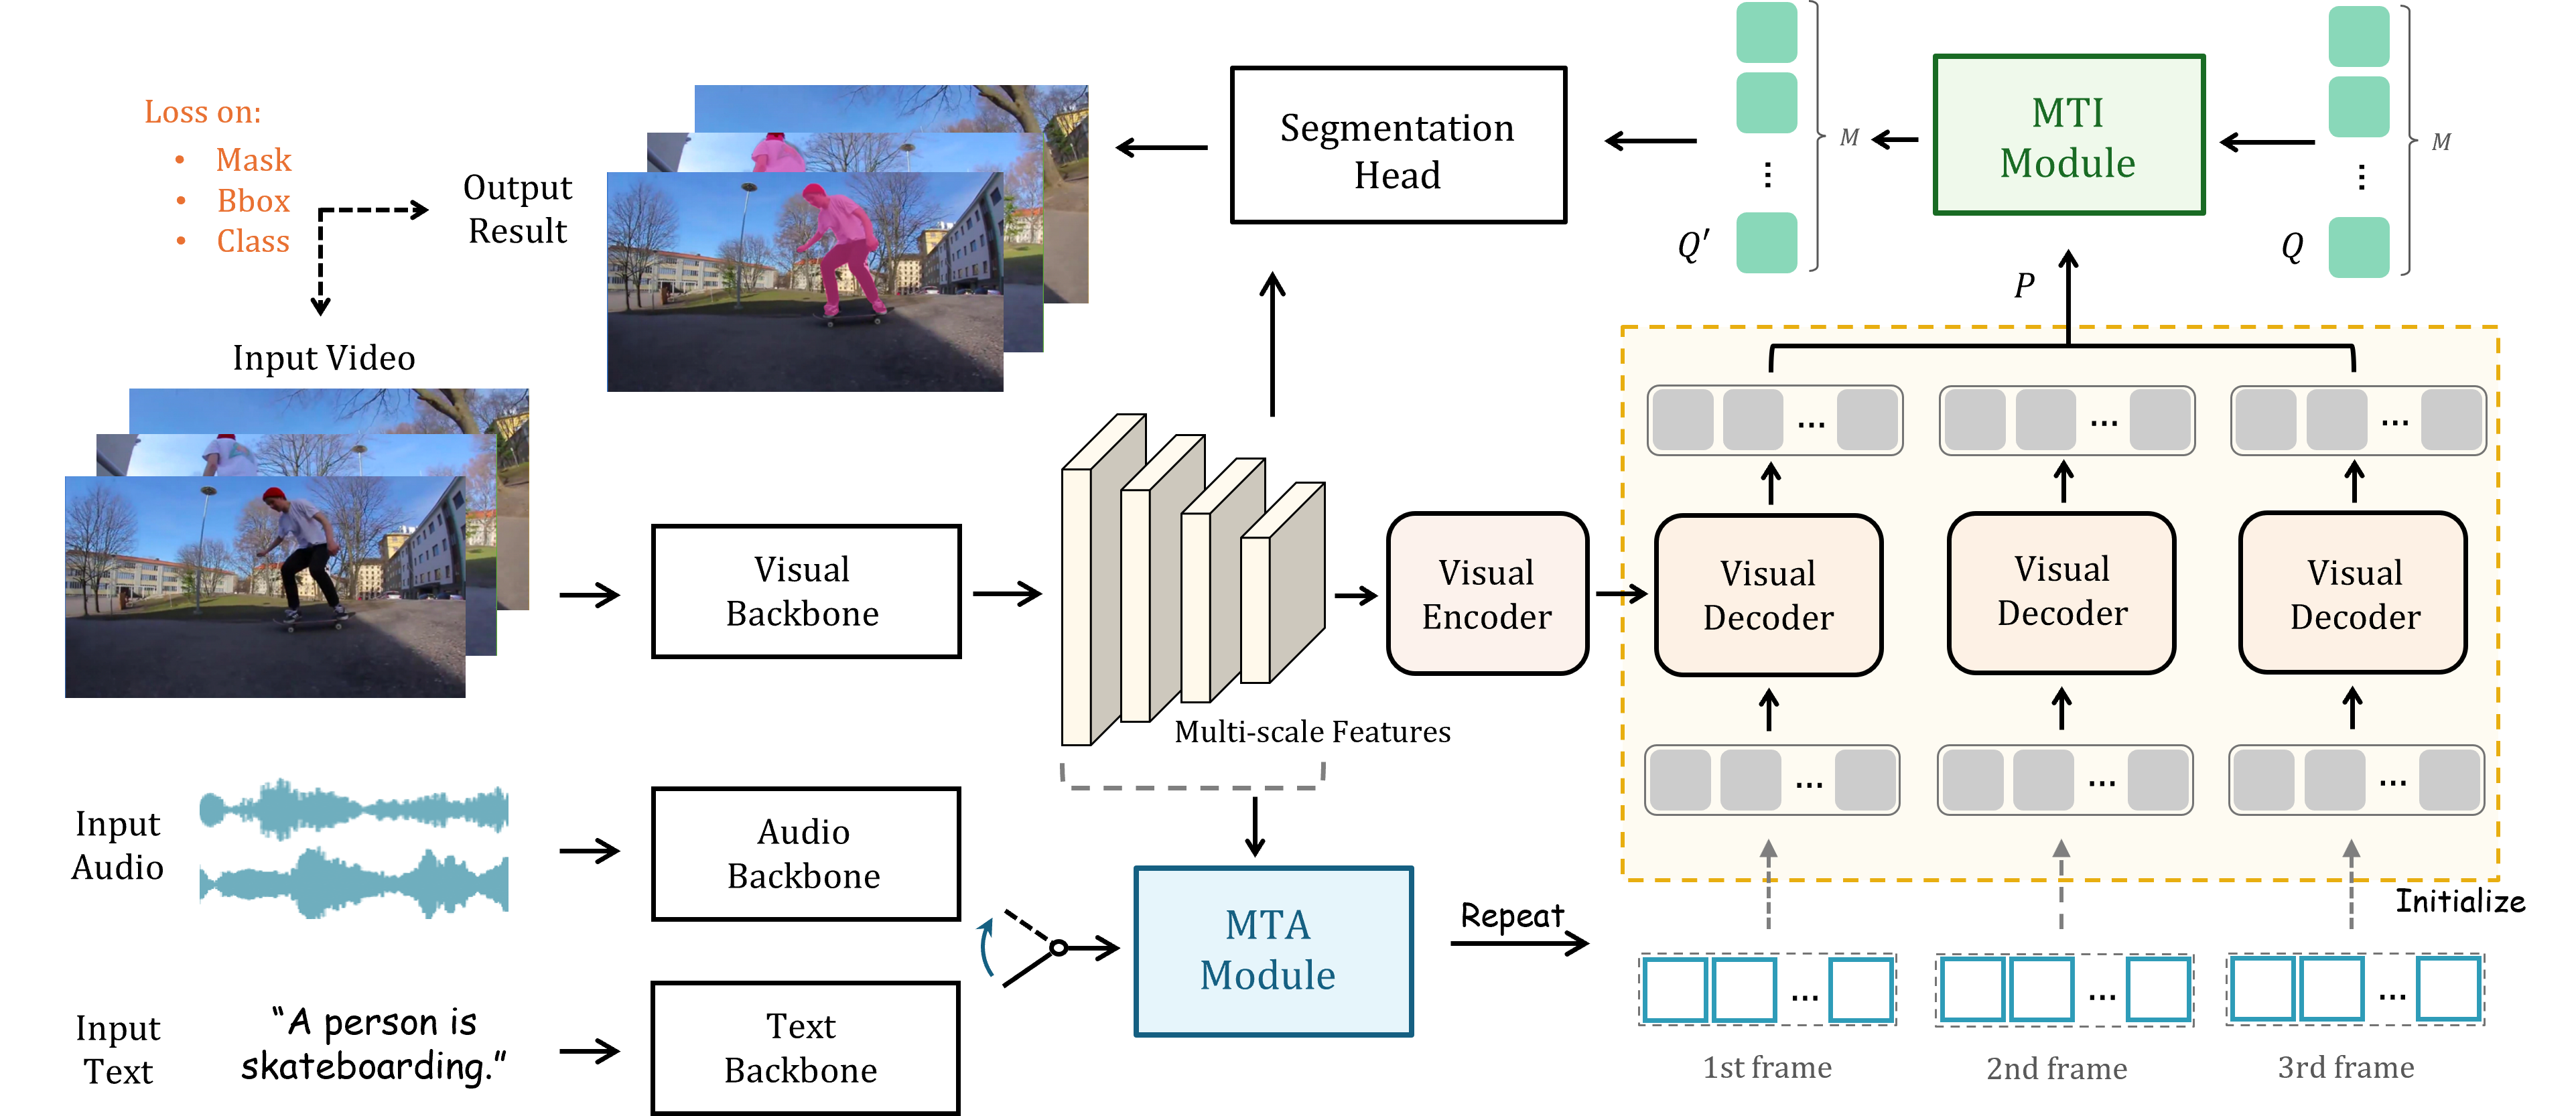 Loss on:
• Mask
• Bbox
• Class
Output
Result
Input Video
Segmentation
Head
Q′
M
MTI
Module
Q
M
P
Visual
Backbone
Multi-scale Features
Visual
Encoder
Visual
Decoder
...
Visual
Decoder
...
Visual
Decoder
...
Input
Audio
Audio
Backbone
MTA
Module
Repeat
Initialize
Input
Text
“A person is
skateboarding.”
Text
Backbone
1st frame
2nd frame
3rd frame